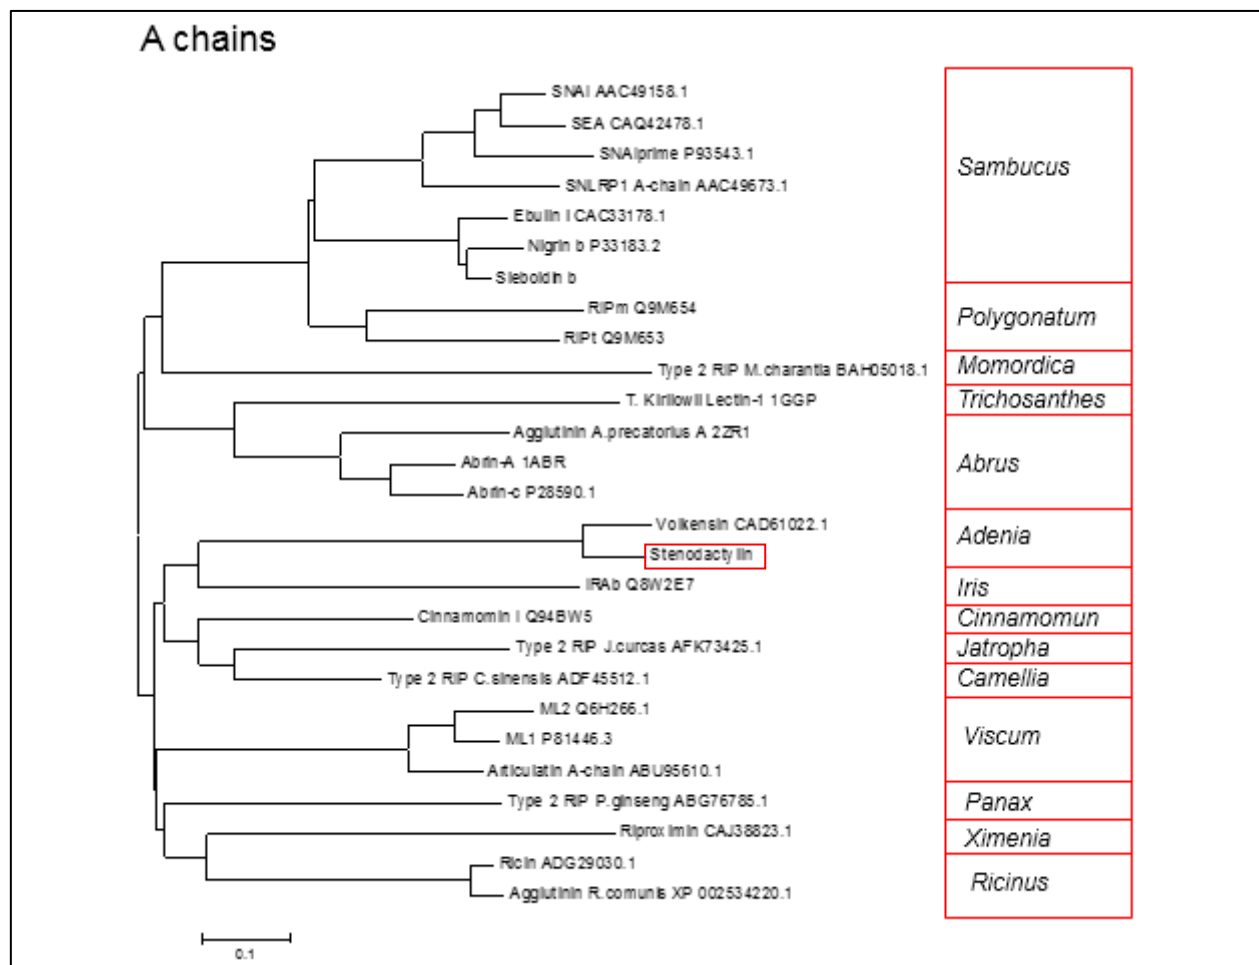 A chains
SNAI AAC49158.1
SEA CAQ42478.1
SNAIprime P93543.1
SNLRP1 A-chain AAC49673.1
Ebulin l CAC33178.1
Nigrin b P33183.2
Sieboldin b
Sambucus
RIPm Q9M654
RIPt Q9M653
Polygonatum
Type 2 RIP M.charantia BAH05018.1
Momordica
T. Kirilowii Lectin-1 1GGP
Trichosanthes
Agglutinin A.precatorius A 2ZR1
Abrin-A 1ABR
Abrin-c P28590.1
Abrus
Volkensin CAD61022.1
Stenodactylin
Adenia
IRAb Q8W2E7
Iris
Cinnamomin I Q94BW5
Cinnamomun
Type 2 RIP J.curcas AFK73425.1
Jatropha
Type 2 RIP C.sinensis ADF45512.1
Camellia
ML2 Q6H266.1
ML1 P81446.3
Articulatin A-chain ABU95610.1
Viscum
Type 2 RIP P.ginseng ABG76785.1
Panax
Riproximin CAJ38823.1
Ximenia
Ricin ADG29030.1
Agglutinin R.comunis XP 002534220.1
Ricinus
0.1